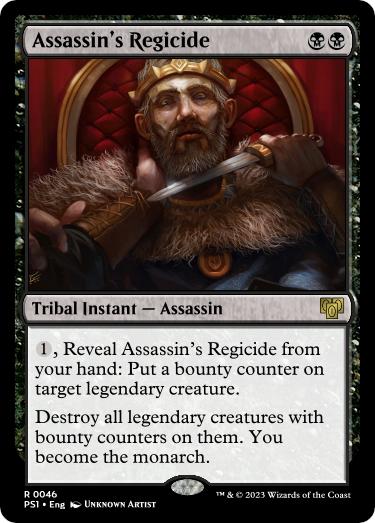 Assassin's Regicide
Tribal Instant — Assassin
1, Reveal Assassin's Regicide from
your hand: Put a bounty counter on
target legendary creature.
Destroy all legendary creatures with
bounty counters on them. You
become the monarch.
R 0046
PS1 • Eng Unknown Artist
™ & © 2023 Wizards of the Coast